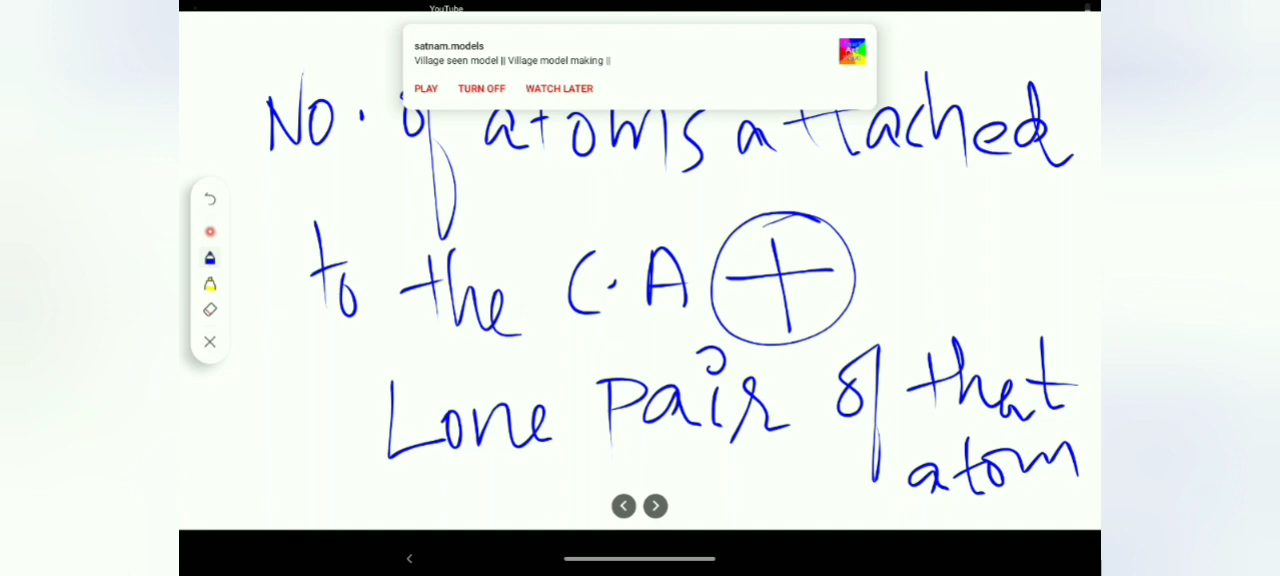 YouTube
satnam.models
Village seen model || Village model making ||
PLAY TURN OFF WATCH LATER
No. of atoms attached
to the C.A +
Lone pair of that
atom